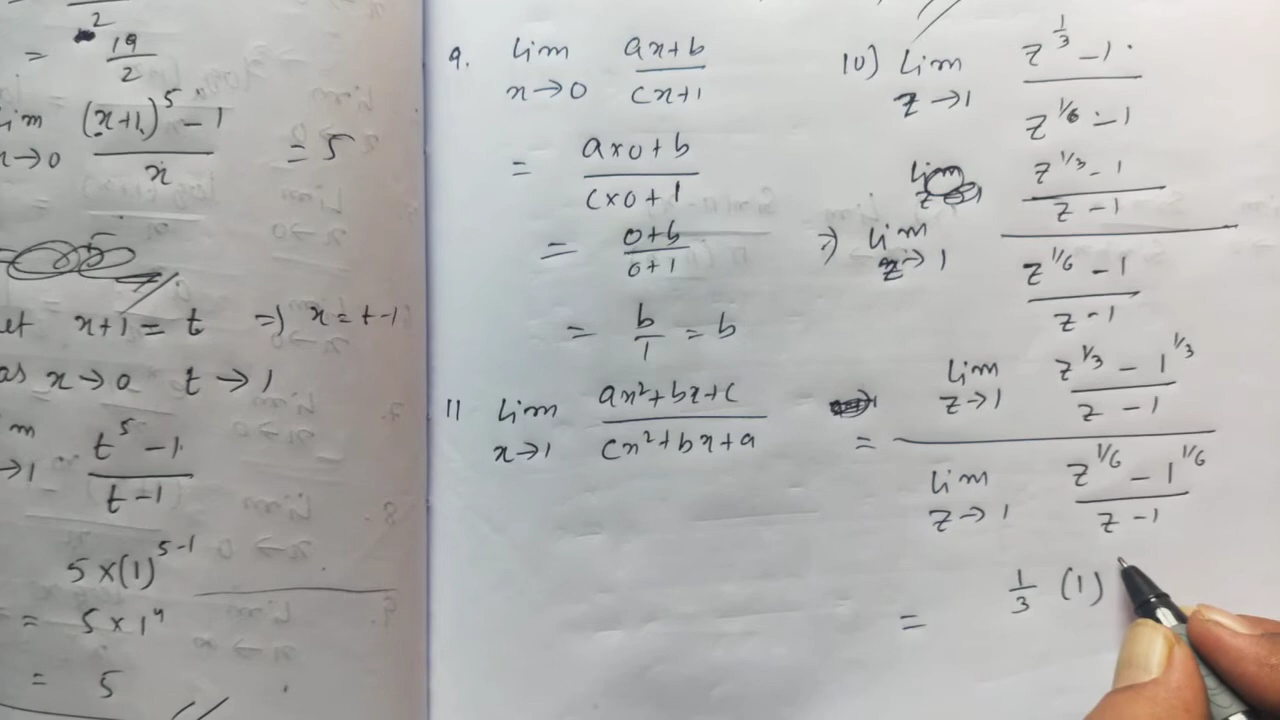 2
= 19/2
lim x→0 ((x+1)^5 - 1)/x = 5
let x+1 = t ⇒ x = t-1
as x→0 t→1
lim →1 (t^5 - 1)/(t-1)
5×(1)^5-1
= 5×1^4
= 5
9. lim x→0 (ax+b)/(cx+1)
= (a×0+b)/(c×0+1)
= (0+b)/(0+1)
= b/1 = b
11 lim x→1 (ax²+bx+c)/(cx²+bx+a)
10) lim z→1 (z^1/3 - 1)/(z^1/6 - 1)
⇒ lim z→1 ((z^1/3 - 1)/(z-1))/((z^1/6 - 1)/(z-1))
= (lim z→1 (z^1/3 - 1^1/3)/(z-1))/(lim z→1 (z^1/6 - 1^1/6)/(z-1))
= 1/3 (1)